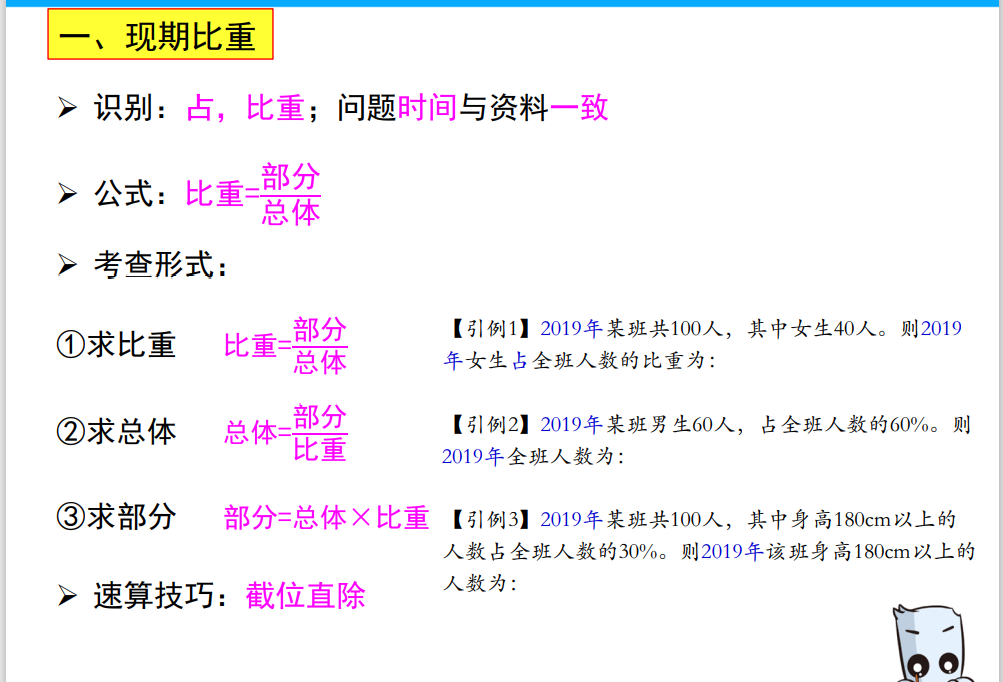 一、现期比重
➢ 识别：占，比重；问题时间与资料一致
➢ 公式：比重=部分/总体
➢ 考查形式：
①求比重 比重=部分/总体
【引例1】2019年某班共100人，其中女生40人。则2019
年女生占全班人数的比重为：
②求总体 总体=部分/比重
【引例2】2019年某班男生60人，占全班人数的60%。则
2019年全班人数为：
③求部分 部分=总体×比重
【引例3】2019年某班共100人，其中身高180cm以上的
人数占全班人数的30%。则2019年该班身高180cm以上的
人数为：
➢ 速算技巧：截位直除